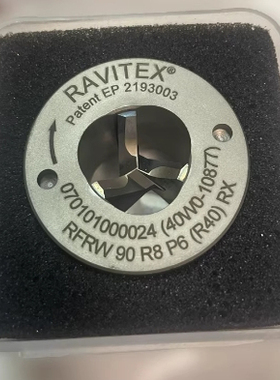 RAVITEX®
Patent EP 2193003
070101000024 (40W0-10877)
RFRW 90 R8 P6 (R40) RX